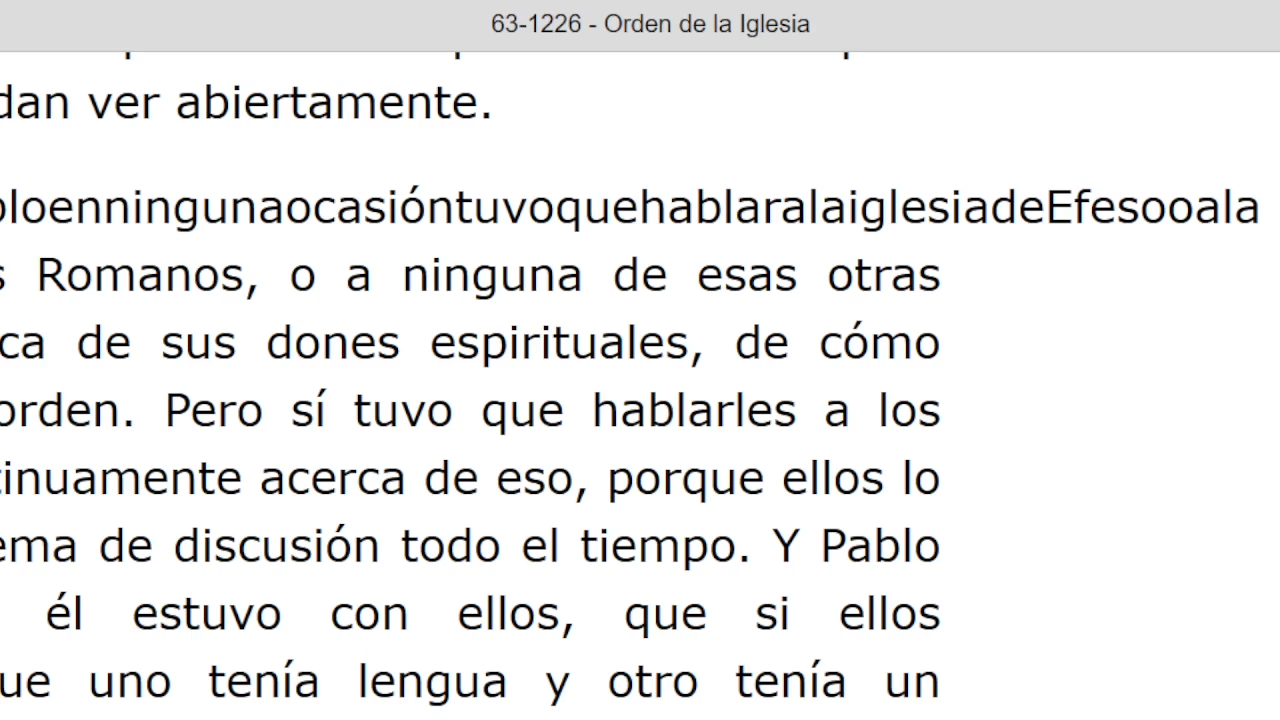 63-1226 - Orden de la Iglesia
dan ver abiertamente.
bloenningunaocasióntuvoquehablaralaiglesiadeEfesooala
s Romanos, o a ninguna de esas otras
ca de sus dones espirituales, de cómo
orden. Pero sí tuvo que hablarles a los
tinuamente acerca de eso, porque ellos lo
ema de discusión todo el tiempo. Y Pablo
él estuvo con ellos, que si ellos
ue uno tenía lengua y otro tenía un